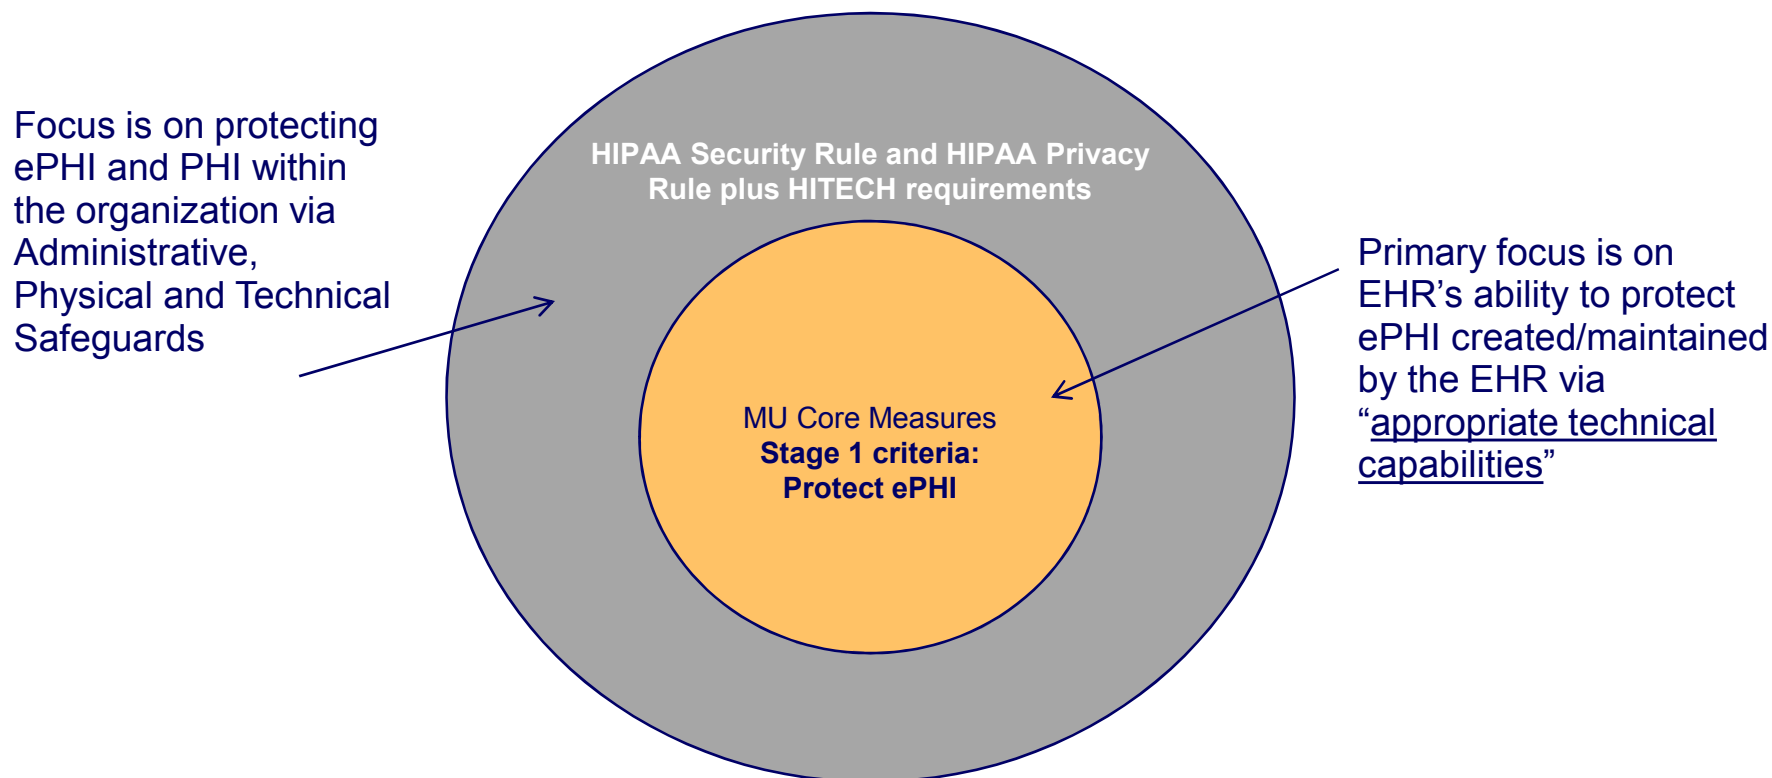 Focus is on protecting
ePHI and PHI within
the organization via
Administrative,
Physical and Technical
Safeguards
HIPAA Security Rule and HIPAA Privacy
Rule plus HITECH requirements
MU Core Measures
Stage 1 criteria:
Protect ePHI
Primary focus is on
EHR’s ability to protect
ePHI created/maintained
by the EHR via
“appropriate technical
capabilities”